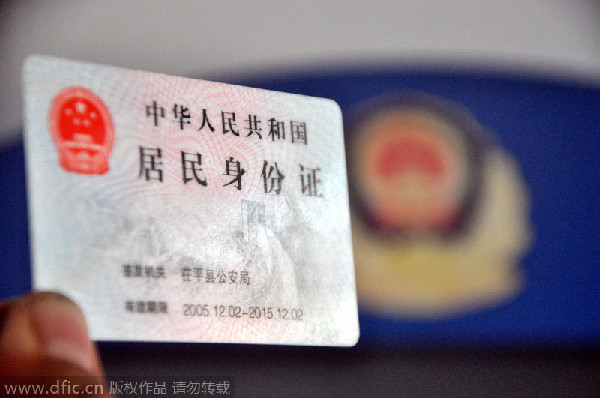 中华人民共和国
居民身份证
签发机关 茌平县公安局
有效期限 2005.12.02-2015.12.02
www.dfic.cn 版权作品 请勿转载